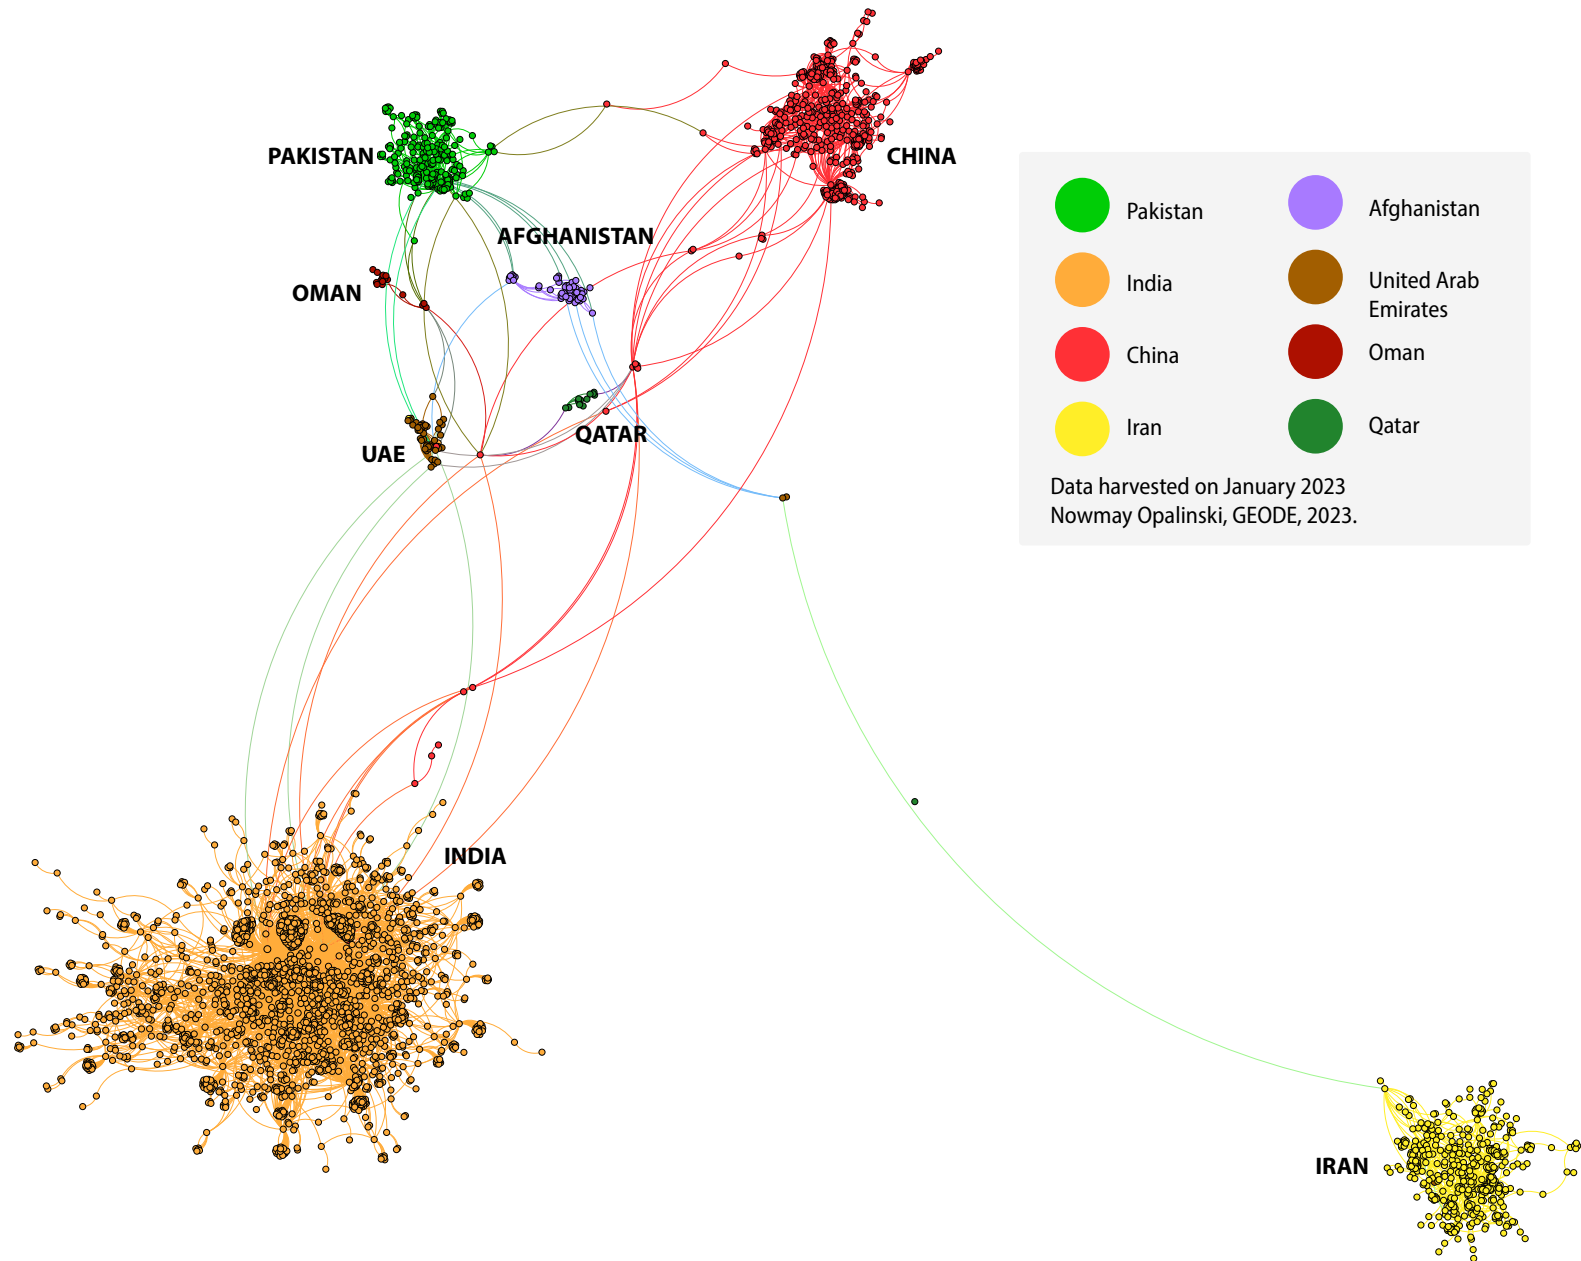 PAKISTAN
CHINA
AFGHANISTAN
OMAN
QATAR
UAE
INDIA
IRAN
Pakistan
India
China
Iran
Afghanistan
United Arab
Emirates
Oman
Qatar
Data harvested on January 2023
Nowmay Opalinski, GEODE, 2023.